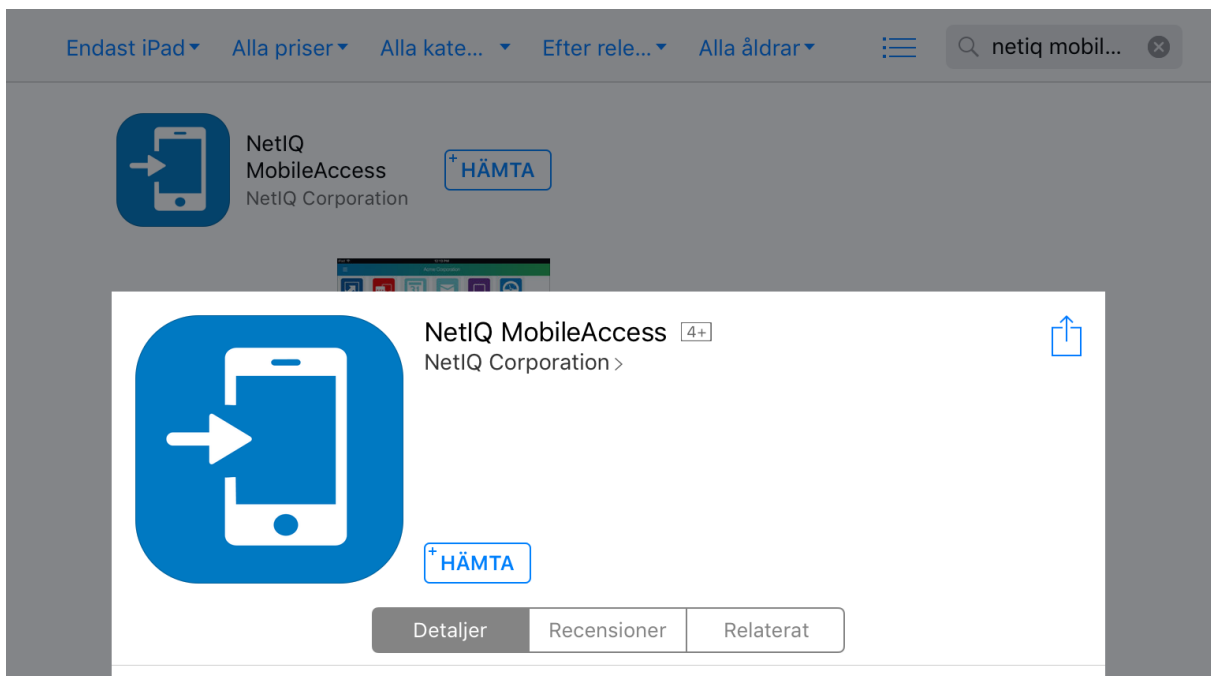 Endast iPad Alla priser Alla kate... Efter rele... Alla åldrar netiq mobil...
NetIQ
MobileAccess
NetIQ Corporation
+ HÄMTA
NetIQ MobileAccess 4+
NetIQ Corporation >
+ HÄMTA
Detaljer Recensioner Relaterat